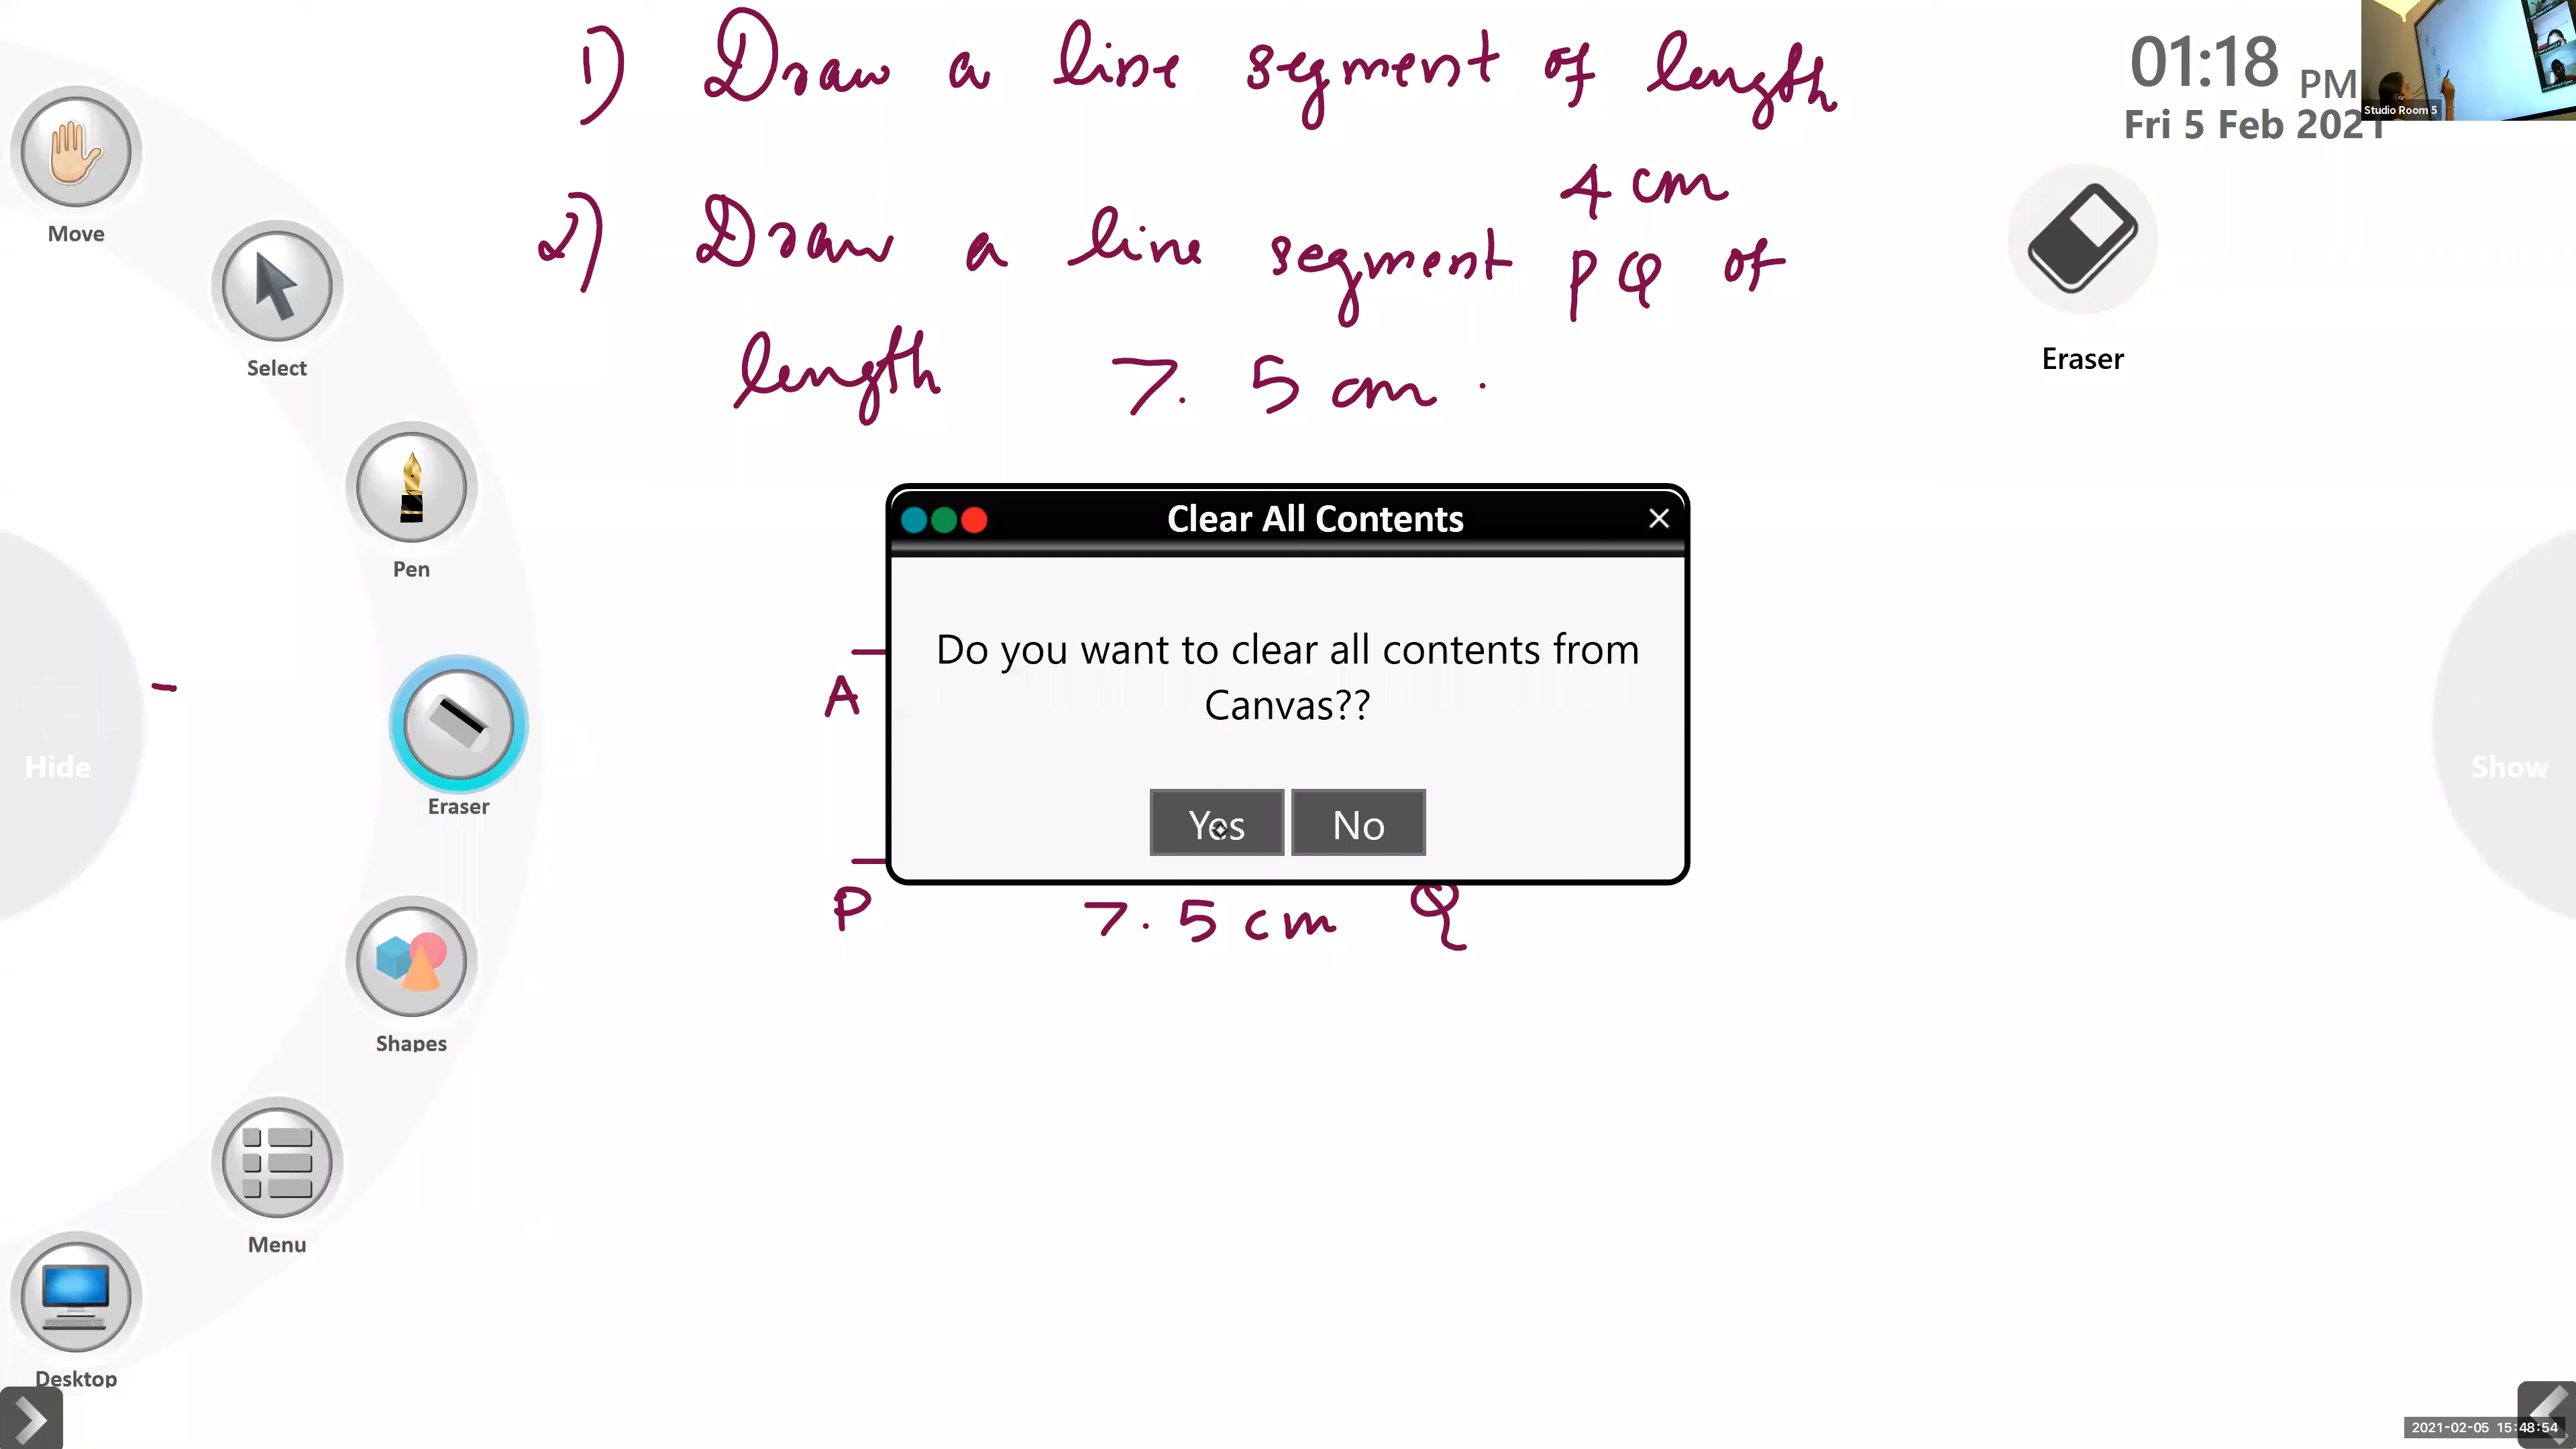 1) Draw a line segment of length
4 cm
2) Draw a line segment PQ of
length 7.5 cm.
01:18 PM
Fri 5 Feb 2021
Studio Room 5
Eraser
Move
Select
Pen
Eraser
Shapes
Menu
Desktop
Hide
Show
Clear All Contents
Do you want to clear all contents from
Canvas??
Yes No
A
P 7.5 cm Q
2021-02-05 15:48:54